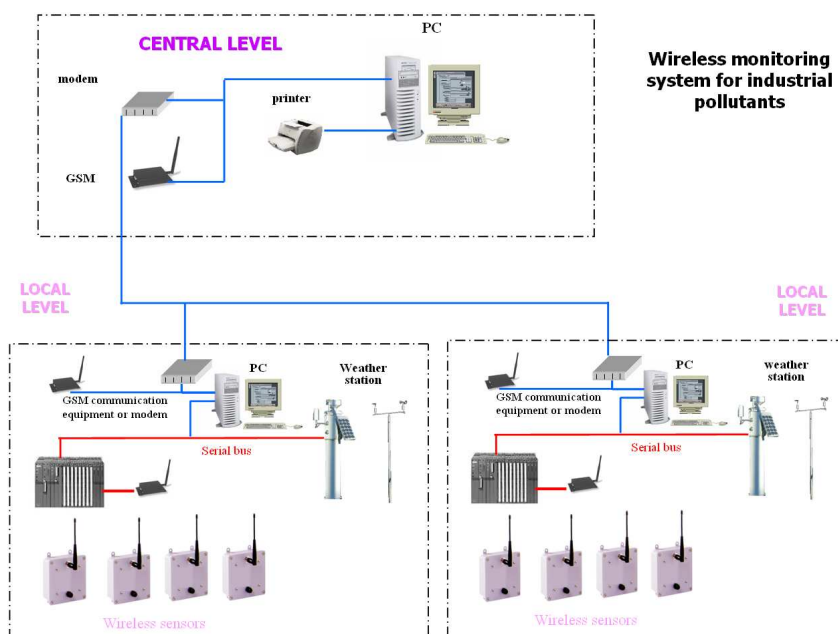 CENTRAL LEVEL
PC
modem
printer
GSM
Wireless monitoring
system for industrial
pollutants
LOCAL
LEVEL
LOCAL
LEVEL
PC
Weather
station
GSM communication
equipment or modem
Serial bus
Wireless sensors
PC
weather
station
GSM communication
equipment or modem
Serial bus
Wireless sensors